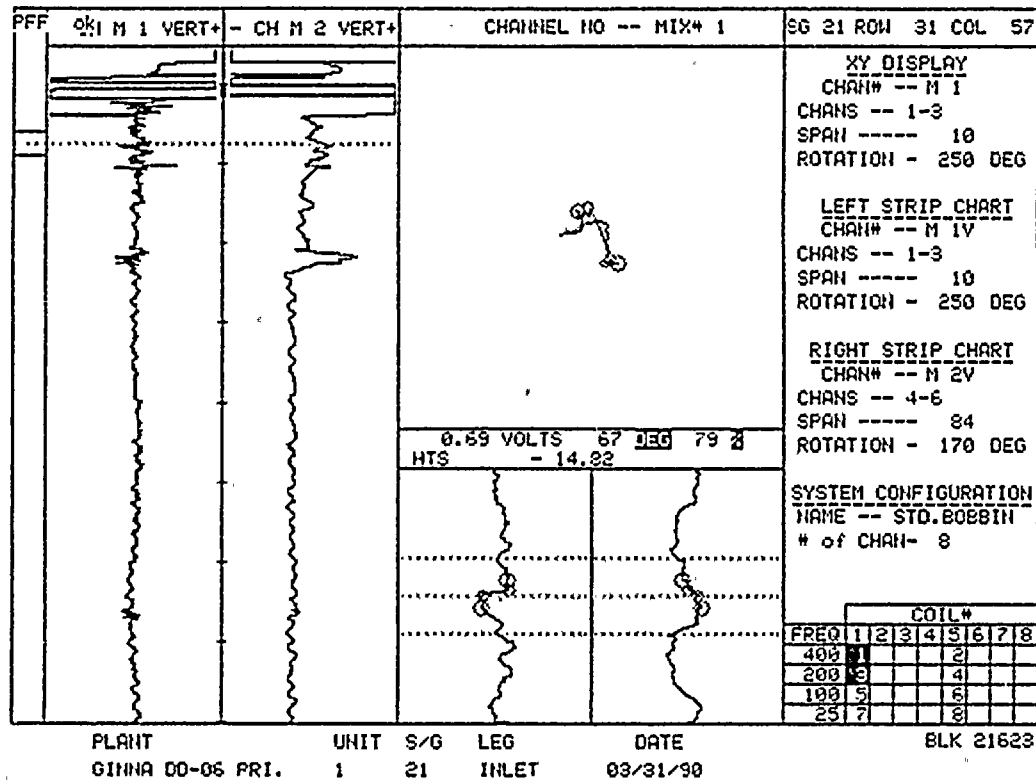 PFF
CH M 1 VERT+
- CH M 2 VERT+
CHANNEL NO -- MIX# 1
SG 21 ROW 31 COL 57
XY DISPLAY
CHAN# -- M 1
CHANS -- 1-3
SPAN ----- 10
ROTATION - 250 DEG
LEFT STRIP CHART
CHAN# -- M 1V
CHANS -- 1-3
SPAN ----- 10
ROTATION - 250 DEG
RIGHT STRIP CHART
CHAN# -- M 2V
CHANS -- 4-6
SPAN ----- 84
ROTATION - 170 DEG
0.69 VOLTS 67 DEG 79 %
HTS - 14.82
SYSTEM CONFIGURATION
NAME -- STD.BOBBIN
# of CHAN- 8
COIL#
FREQ 1 2 3 4 5 6 7 8
400 1 2
200 3 4
100 5 6
25 7 8
PLANT UNIT S/G LEG DATE BLK 21623
GINNA DD-06 PRI. 1 21 INLET 03/31/90